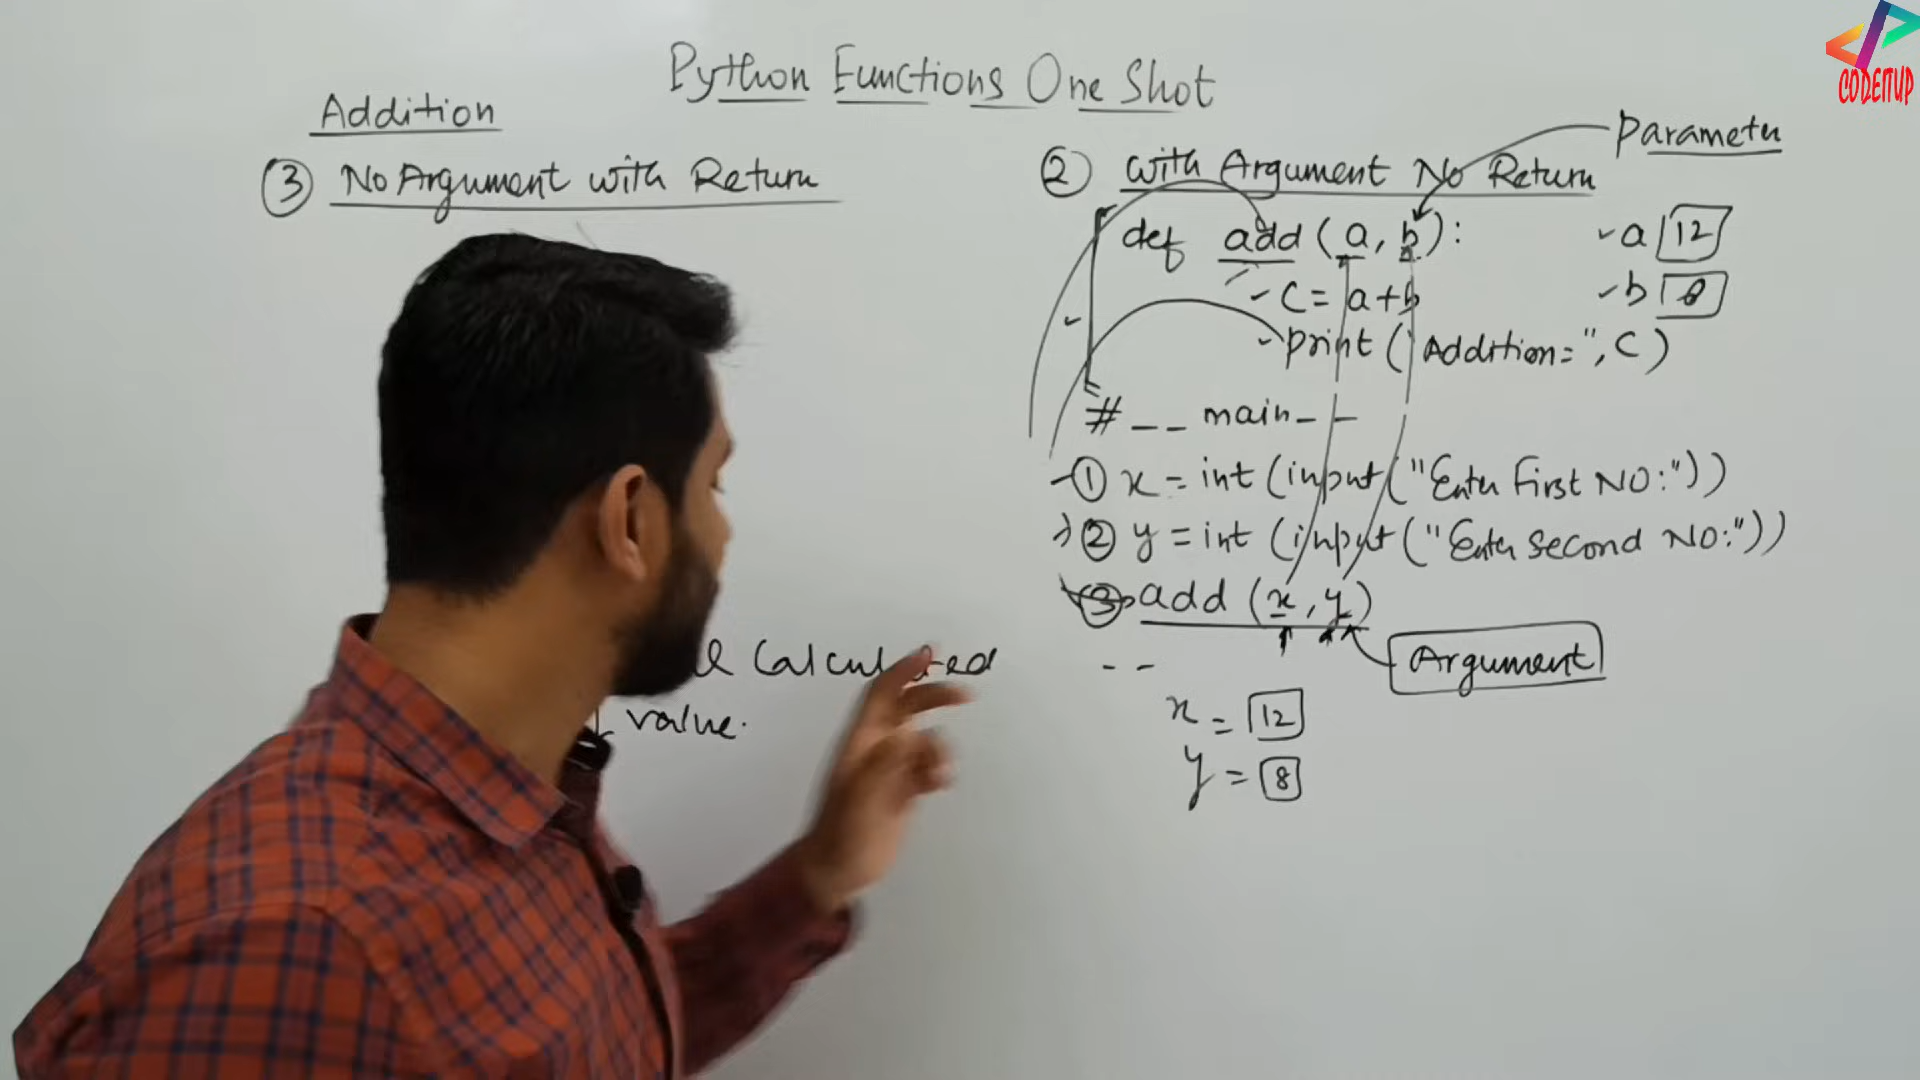 Python Functions One Shot
CODEITUP
Addition
③ No Argument with Return
Calculated
value.
Parameter
② With Argument No Return
def add (a, b):
c = a+b
print ("Addition=", c)
a 12
b 8
# __ main __
① x = int (input ("Enter First NO:"))
② y = int (input ("Enter Second NO:"))
③ add (x, y)
--
Argument
x = 12
y = 8